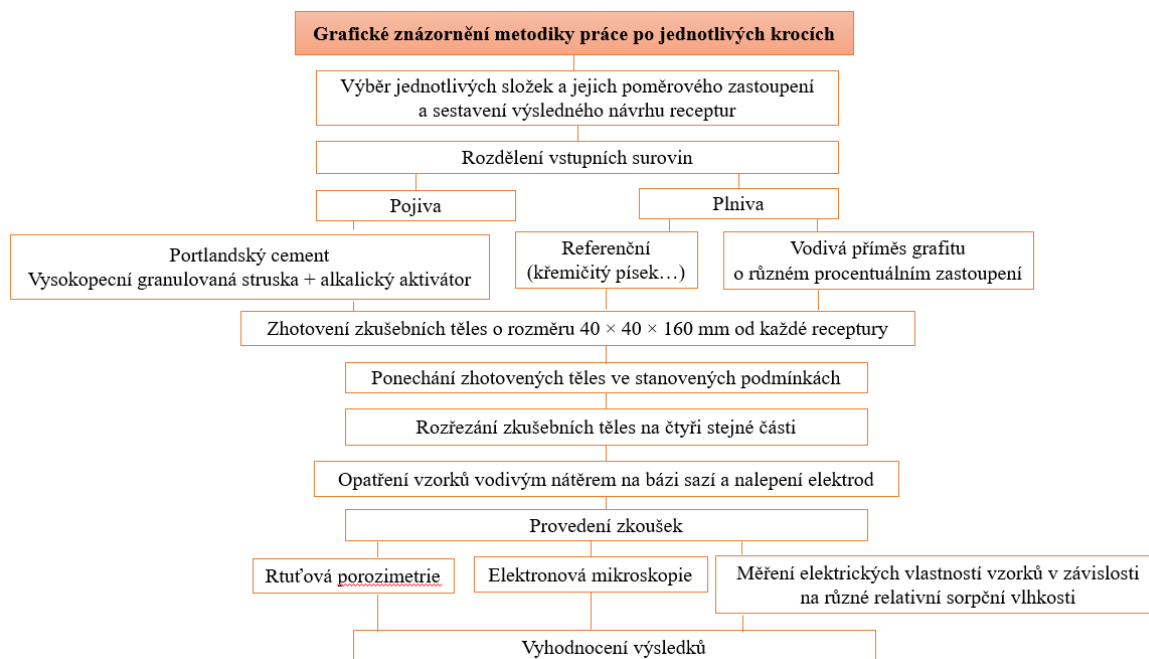 Grafické znázornění metodiky práce po jednotlivých krocích
Výběr jednotlivých složek a jejich poměrového zastoupení
a sestavení výsledného návrhu receptur
Rozdělení vstupních surovin
Pojiva
Plniva
Portlandský cement
Vysokopecní granulovaná struska + alkalický aktivátor
Referenční
(křemičitý písek…)
Vodivá příměs grafitu
o různém procentuálním zastoupení
Zhotovení zkušebních těles o rozměru 40 × 40 × 160 mm od každé receptury
Ponechání zhotovených těles ve stanovených podmínkách
Rozřezání zkušebních těles na čtyři stejné části
Opatření vzorků vodivým nátěrem na bázi sazí a nalepení elektrod
Provedení zkoušek
Rtuťová porozimetrie
Elektronová mikroskopie
Měření elektrických vlastností vzorků v závislosti
na různé relativní sorpční vlhkosti
Vyhodnocení výsledků